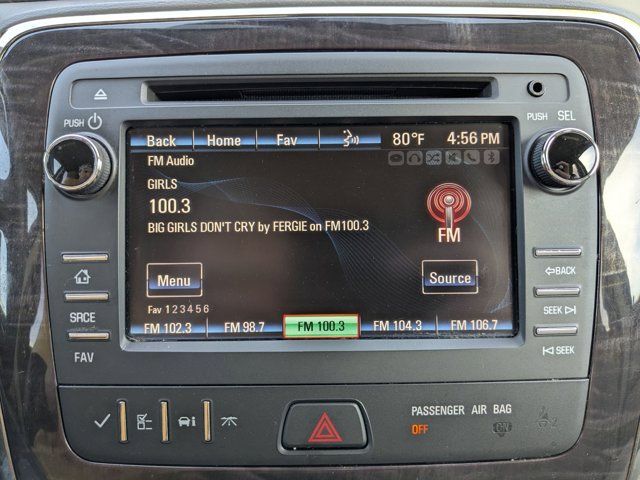 PUSH
PUSH SEL
Back Home Fav 80°F 4:56 PM
FM Audio
GIRLS
100.3
BIG GIRLS DON'T CRY by FERGIE on FM100.3
FM
Menu
Source
Fav 1 2 3 4 5 6
FM 102.3 FM 98.7 FM 100.3 FM 104.3 FM 106.7
SRCE
FAV
BACK
SEEK
SEEK
PASSENGER AIR BAG
OFF
ON